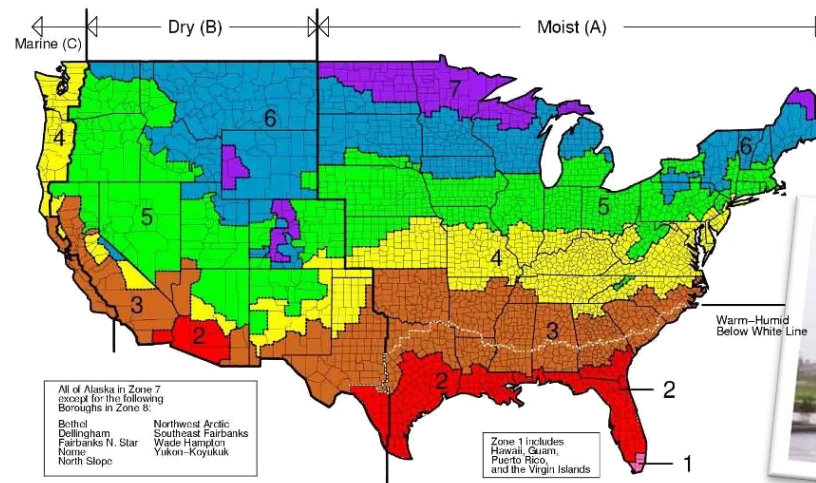 Dry (B)
Moist (A)
Marine (C)
7
6
4
6
5
5
4
3
3
2
Warm-Humid
Below White Line
2
2
1
All of Alaska in Zone 7
except for the following
Boroughs in Zone 8:
Bethel
Dellingham
Fairbanks N. Star
Nome
North Slope
Northwest Arctic
Southeast Fairbanks
Wade Hampton
Yukon-Koyukuk
Zone 1 includes
Hawaii, Guam,
Puerto Rico,
and the Virgin Islands